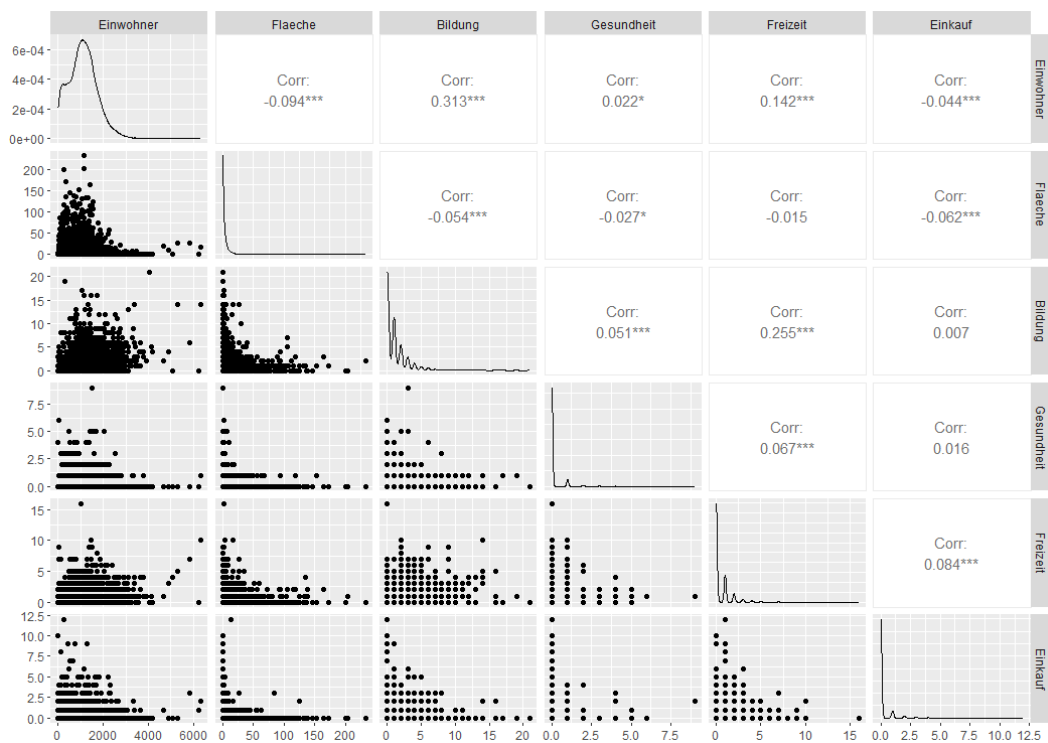 Einwohner Flaeche Bildung Gesundheit Freizeit Einkauf
6e-04
4e-04
2e-04
0e+00
Corr:
-0.094***
Corr:
0.313***
Corr:
0.022*
Corr:
0.142***
Corr:
-0.044***
Einwohner
200
150
100
50
0
Corr:
-0.054***
Corr:
-0.027*
Corr:
-0.015
Corr:
-0.062***
Flaeche
20
15
10
5
0
Corr:
0.051***
Corr:
0.255***
Corr:
0.007
Bildung
7.5
5.0
2.5
0.0
Corr:
0.067***
Corr:
0.016
Gesundheit
15
10
5
0
Corr:
0.084***
Freizeit
12.5
10.0
7.5
5.0
2.5
0.0
Einkauf
0 2000 4000 6000 0 50 100 150 200 0 5 10 15 20 0.0 2.5 5.0 7.5 0 5 10 15 0.0 2.5 5.0 7.5 10.0 12.5